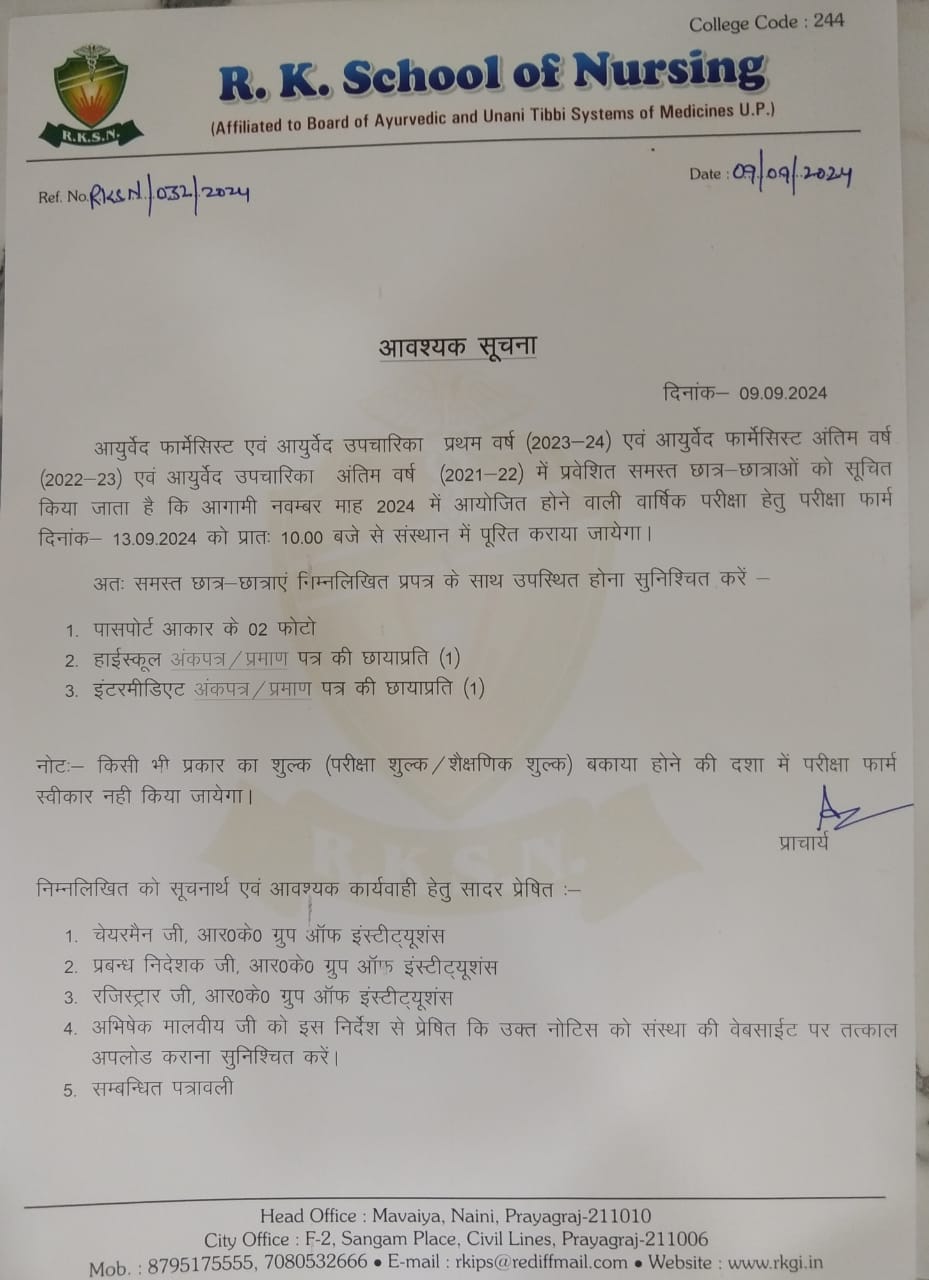 College Code : 244
R. K. School of Nursing
(Affiliated to Board of Ayurvedic and Unani Tibbi Systems of Medicines U.P.)
R.K.S.N.
Ref. No. RKSN/032/2024
Date : 09/09/2024
आवश्यक सूचना
दिनांक– 09.09.2024
आयुर्वेद फार्मेसिस्ट एवं आयुर्वेद उपचारिका प्रथम वर्ष (2023–24) एवं आयुर्वेद फार्मेसिस्ट अंतिम वर्ष
(2022–23) एवं आयुर्वेद उपचारिका अंतिम वर्ष (2021–22) में प्रवेशित समस्त छात्र–छात्राओं को सूचित
किया जाता है कि आगामी नवम्बर माह 2024 में आयोजित होने वाली वार्षिक परीक्षा हेतु परीक्षा फार्म
दिनांक– 13.09.2024 को प्रातः 10.00 बजे से संस्थान में पूरित कराया जायेगा।
अतः समस्त छात्र–छात्राएं निम्नलिखित प्रपत्र के साथ उपस्थित होना सुनिश्चित करें –
1. पासपोर्ट आकार के 02 फोटो
2. हाईस्कूल अंकपत्र/प्रमाण पत्र की छायाप्रति (1)
3. इंटरमीडिएट अंकपत्र/प्रमाण पत्र की छायाप्रति (1)
नोटः– किसी भी प्रकार का शुल्क (परीक्षा शुल्क/शैक्षणिक शुल्क) बकाया होने की दशा में परीक्षा फार्म
स्वीकार नही किया जायेगा।
प्राचार्य
R.K.S.N.
निम्नलिखित को सूचनार्थ एवं आवश्यक कार्यवाही हेतु सादर प्रेषित :–
1. चेयरमैन जी, आर0के0 ग्रुप ऑफ इंस्टीट्यूशंस
2. प्रबन्ध निदेशक जी, आर0के0 ग्रुप ऑफ इंस्टीट्यूशंस
3. रजिस्ट्रार जी, आर0के0 ग्रुप ऑफ इंस्टीट्यूशंस
4. अभिषेक मालवीय जी को इस निर्देश से प्रेषित कि उक्त नोटिस को संस्था की वेबसाईट पर तत्काल
अपलोड कराना सुनिश्चित करें।
5. सम्बन्धित पत्रावली
Head Office : Mavaiya, Naini, Prayagraj-211010
City Office : F-2, Sangam Place, Civil Lines, Prayagraj-211006
Mob. : 8795175555, 7080532666 • E-mail : rkips@rediffmail.com • Website : www.rkgi.in